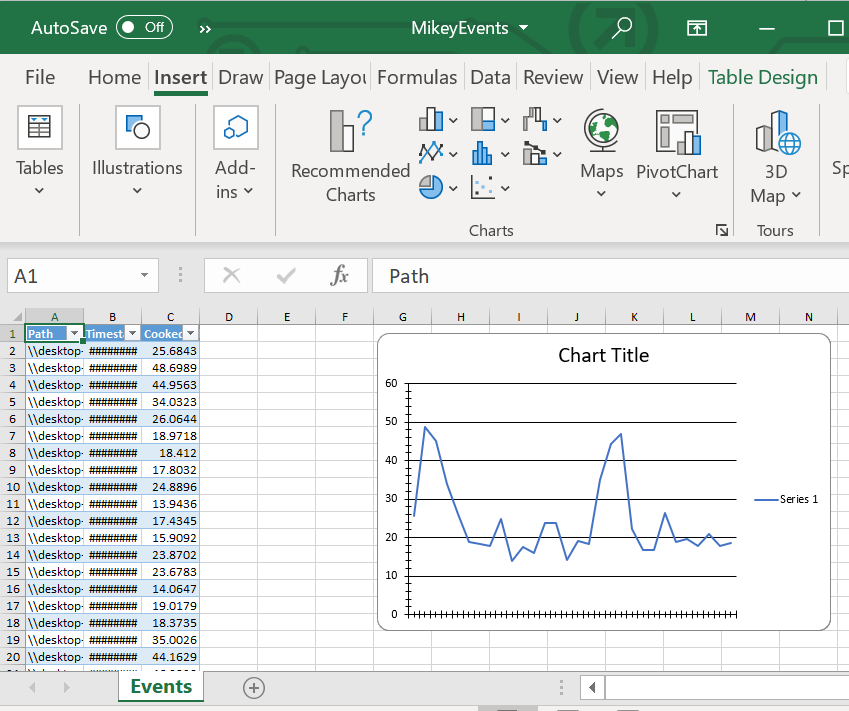 AutoSave Off » MikeyEvents
File Home Insert Draw Page Layou Formulas Data Review View Help Table Design
Tables
Illustrations
Add-
ins
Recommended
Charts
Maps
PivotChart
3D
Map
Sp
Charts
Tours
A1 fx Path
A B C D E F G H I J K L M N
1 Path Timest Cooked
2 \\desktop- ######## 25.6843
3 \\desktop- ######## 48.6989
4 \\desktop- ######## 44.9563
5 \\desktop- ######## 34.0323
6 \\desktop- ######## 26.0644
7 \\desktop- ######## 18.9718
8 \\desktop- ######## 18.412
9 \\desktop- ######## 17.8032
10 \\desktop- ######## 24.8896
11 \\desktop- ######## 13.9436
12 \\desktop- ######## 17.4345
13 \\desktop- ######## 15.9092
14 \\desktop- ######## 23.8702
15 \\desktop- ######## 23.6783
16 \\desktop- ######## 14.0647
17 \\desktop- ######## 19.0179
18 \\desktop- ######## 18.3735
19 \\desktop- ######## 35.0026
20 \\desktop- ######## 44.1629
Chart Title
60
50
40
30
20
10
0
Series 1
Events